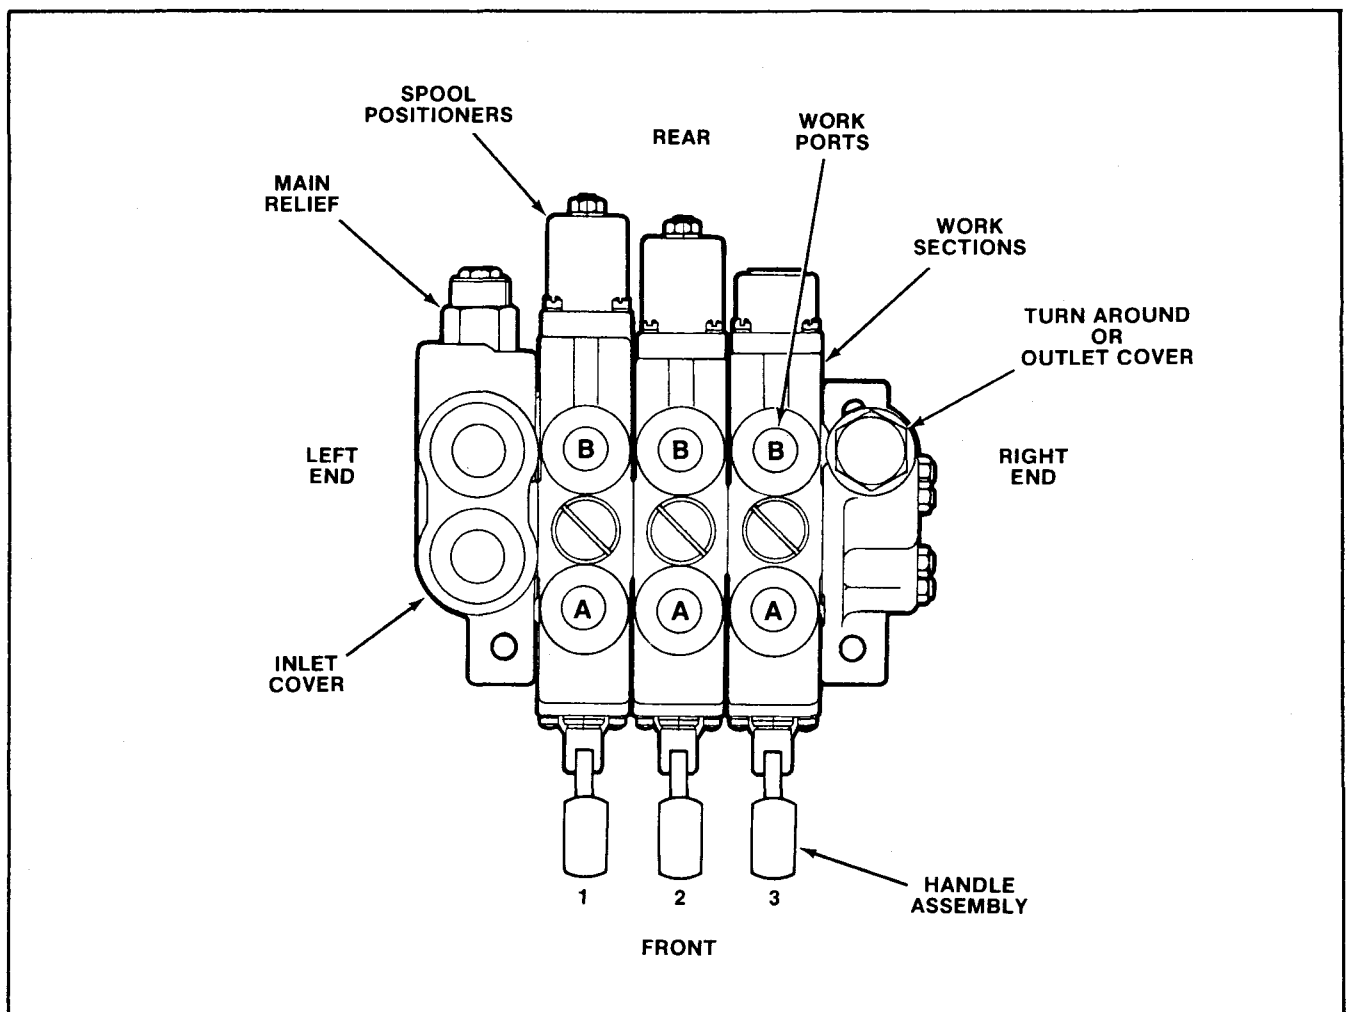 SPOOL
POSITIONERS
REAR
WORK
PORTS
MAIN
RELIEF
WORK
SECTIONS
TURN AROUND
OR
OUTLET COVER
LEFT
END
B
B
B
RIGHT
END
A
A
A
INLET
COVER
1
2
3
HANDLE
ASSEMBLY
FRONT